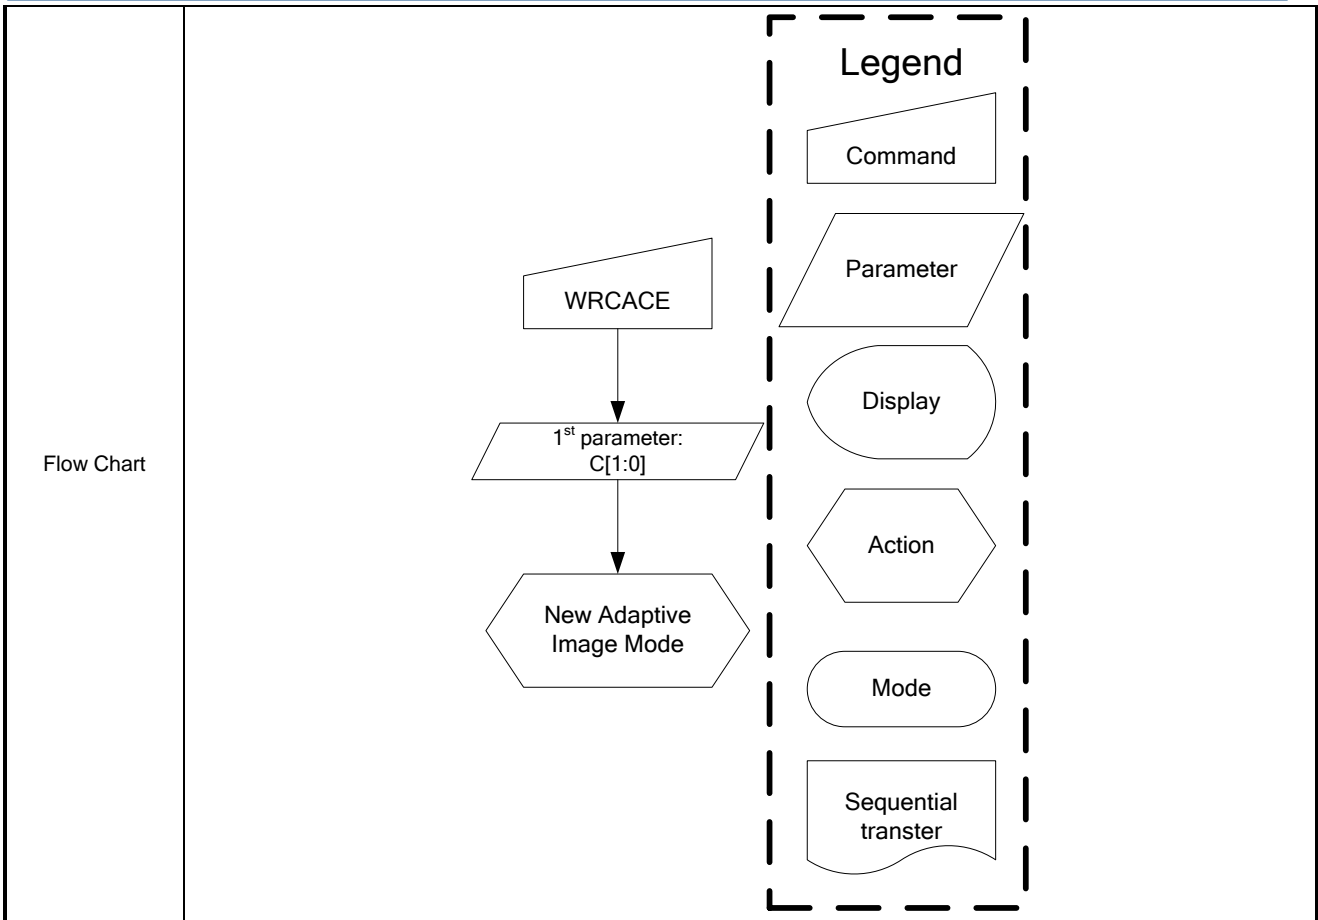 Flow Chart
WRCACE
1st parameter:
C[1:0]
New Adaptive
Image Mode
Legend
Command
Parameter
Display
Action
Mode
Sequential
transter